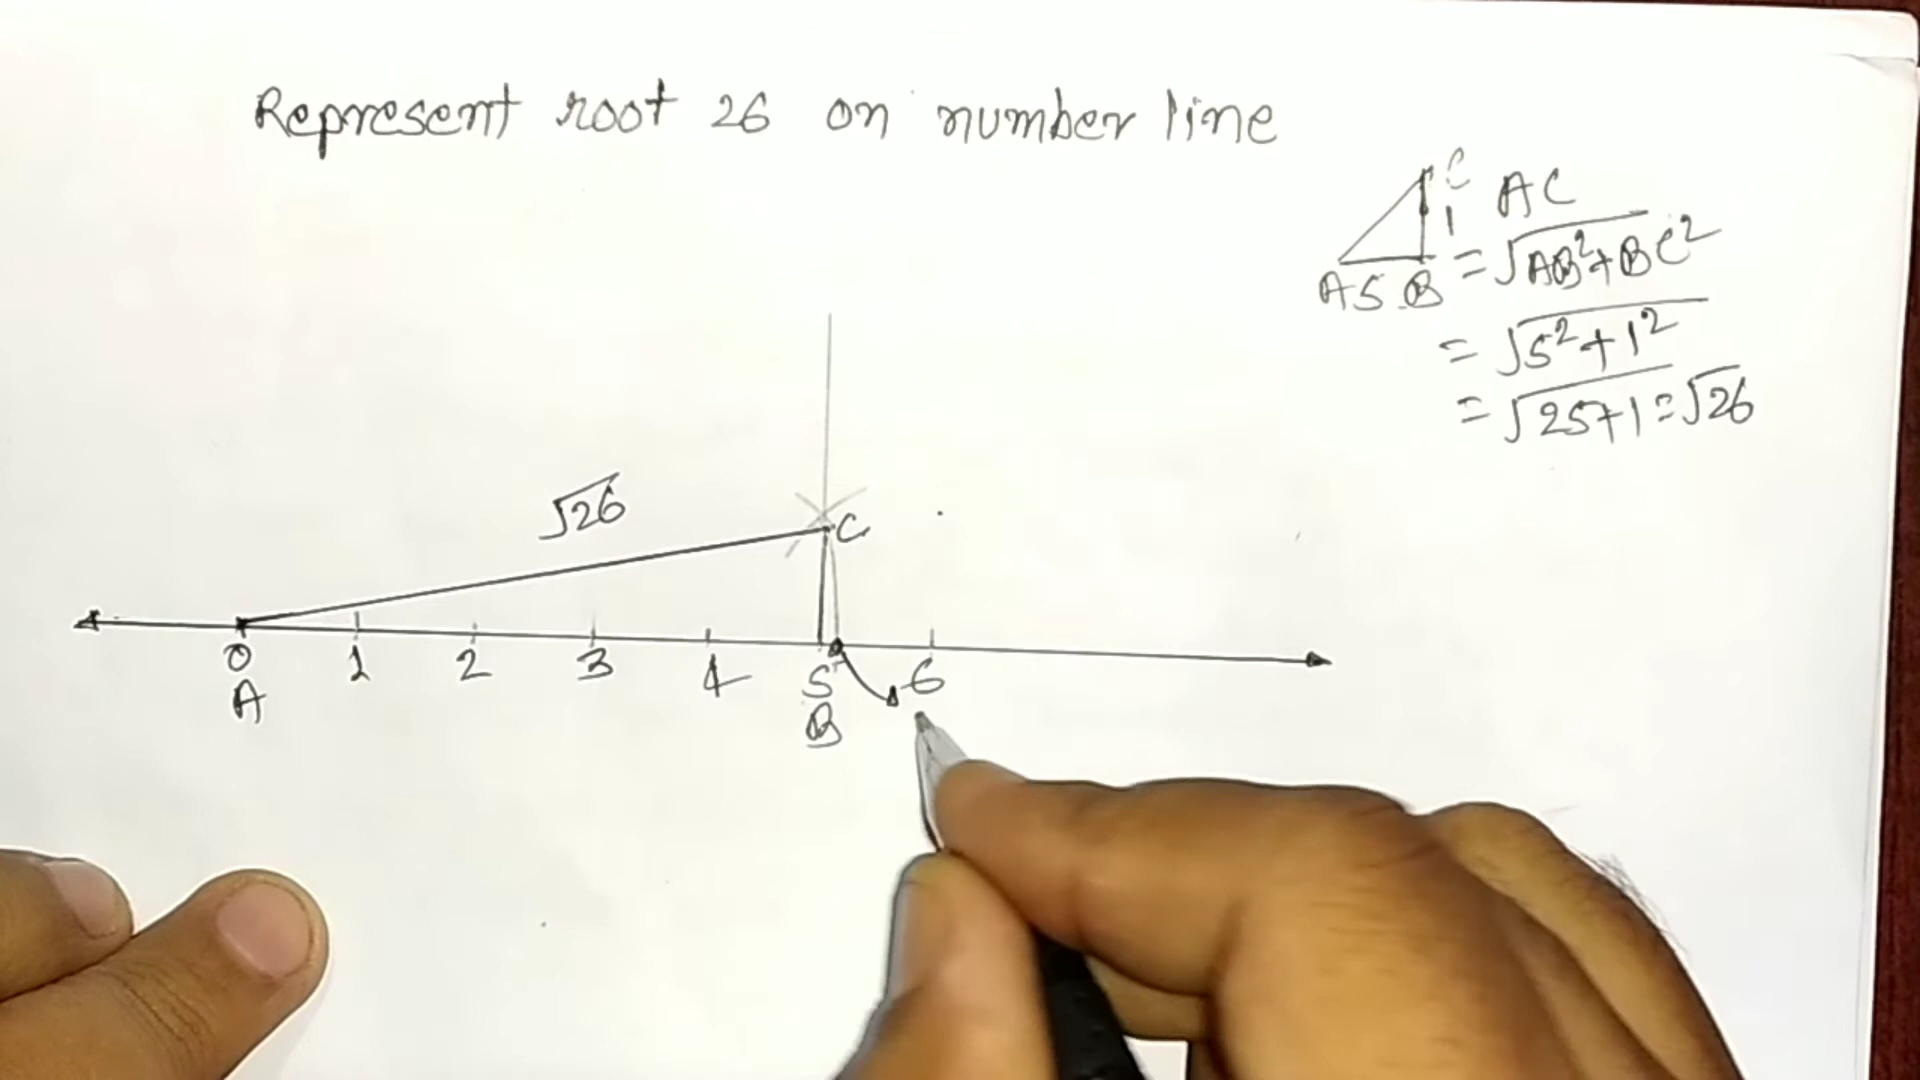 Represent root 26 on number line
C
1
A 5 B
AC
= √AB²+BC²
= √5²+1²
= √25+1 = √26
√26
C
0 1 2 3 4 5 6
A B